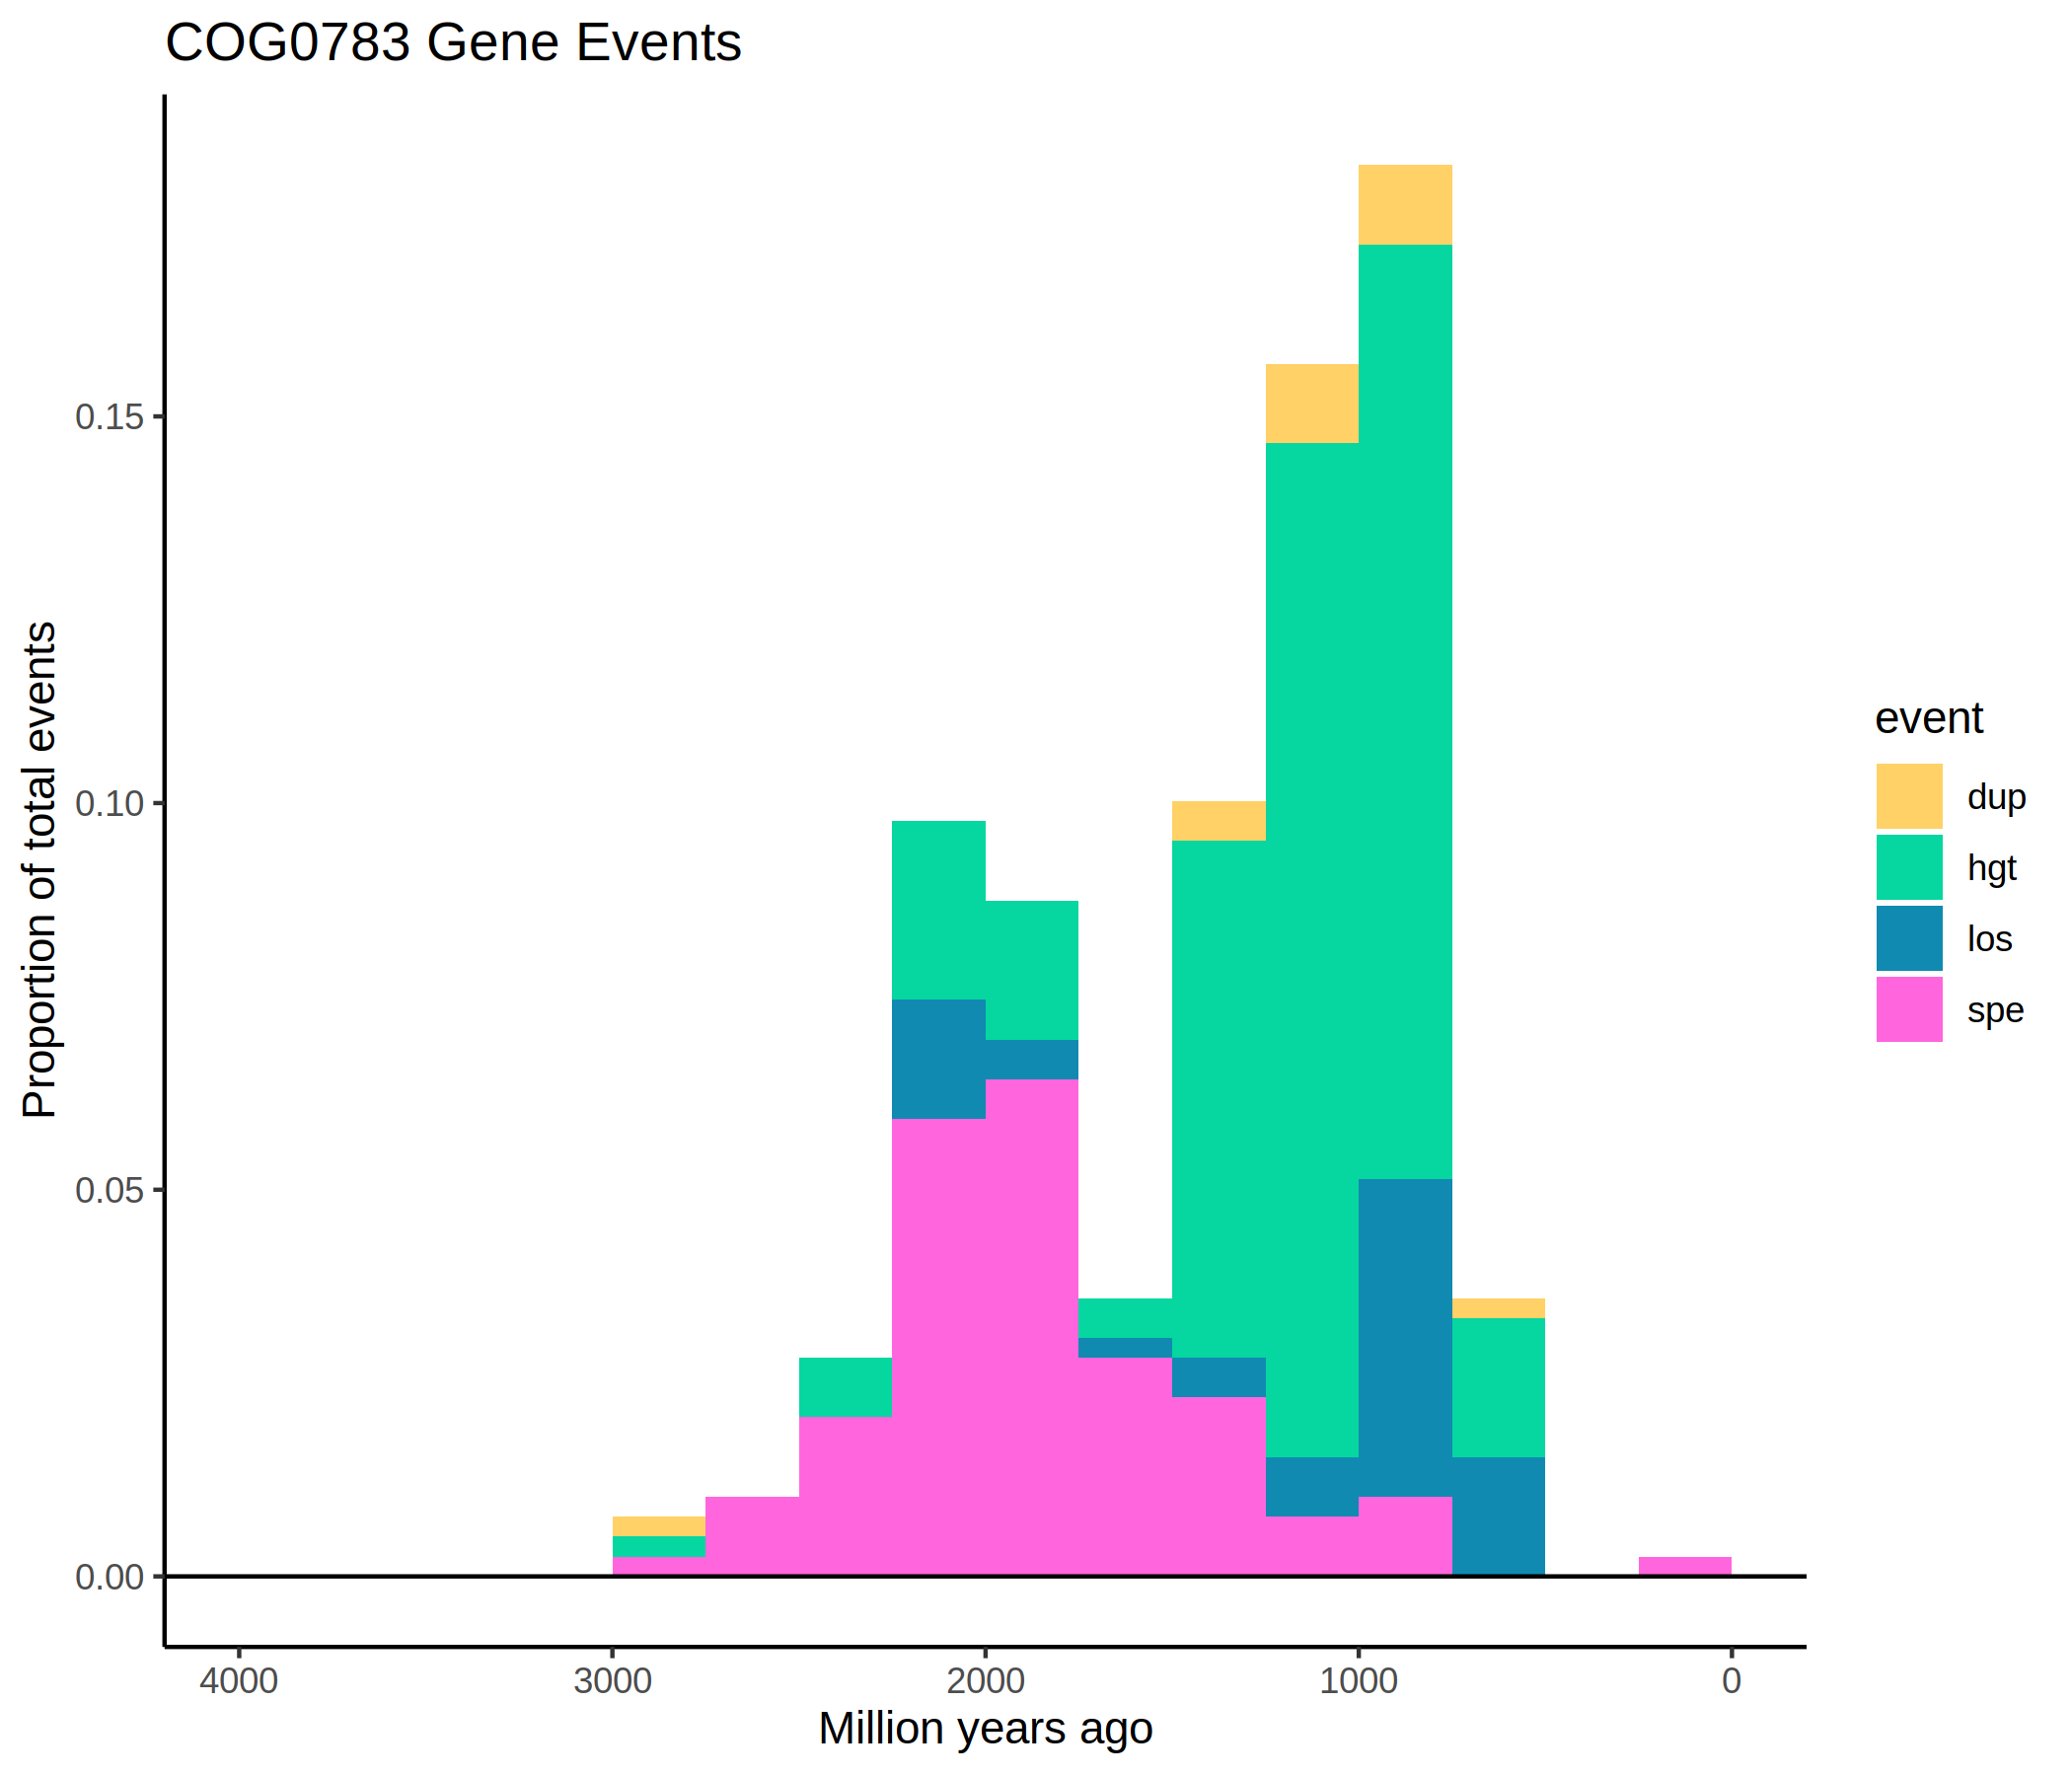 COG0783 Gene Events
Proportion of total events
0.15
0.10
0.05
0.00
4000 3000 2000 1000 0
Million years ago
event
dup
hgt
los
spe